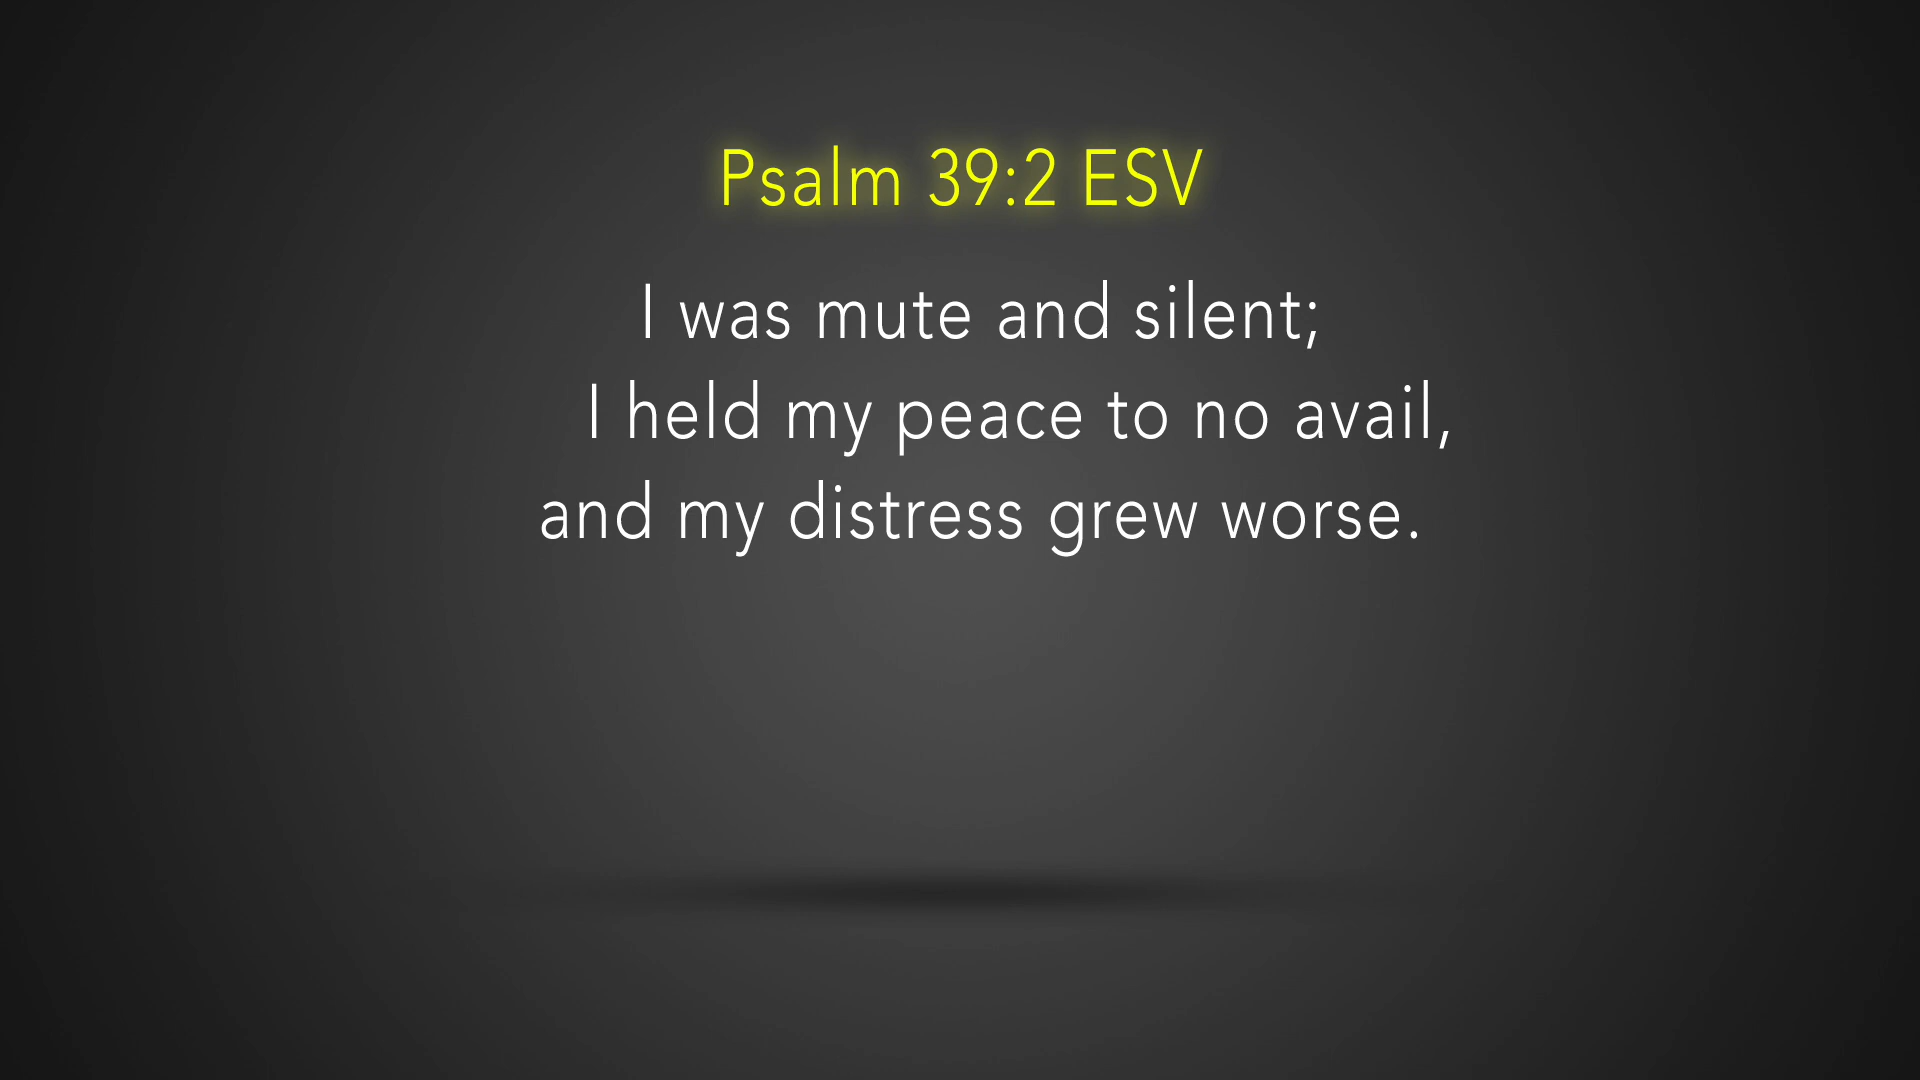 Psalm 39:2 ESV
I was mute and silent;
I held my peace to no avail,
and my distress grew worse.